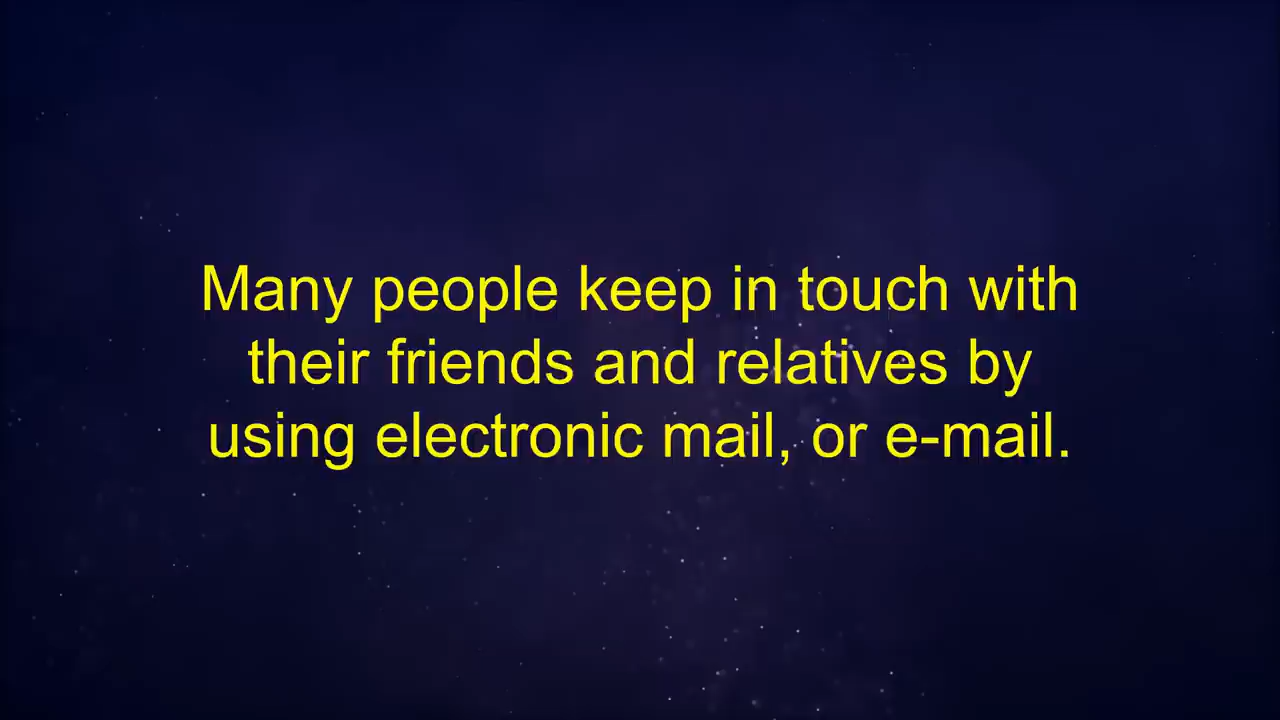 Many people keep in touch with
their friends and relatives by
using electronic mail, or e-mail.